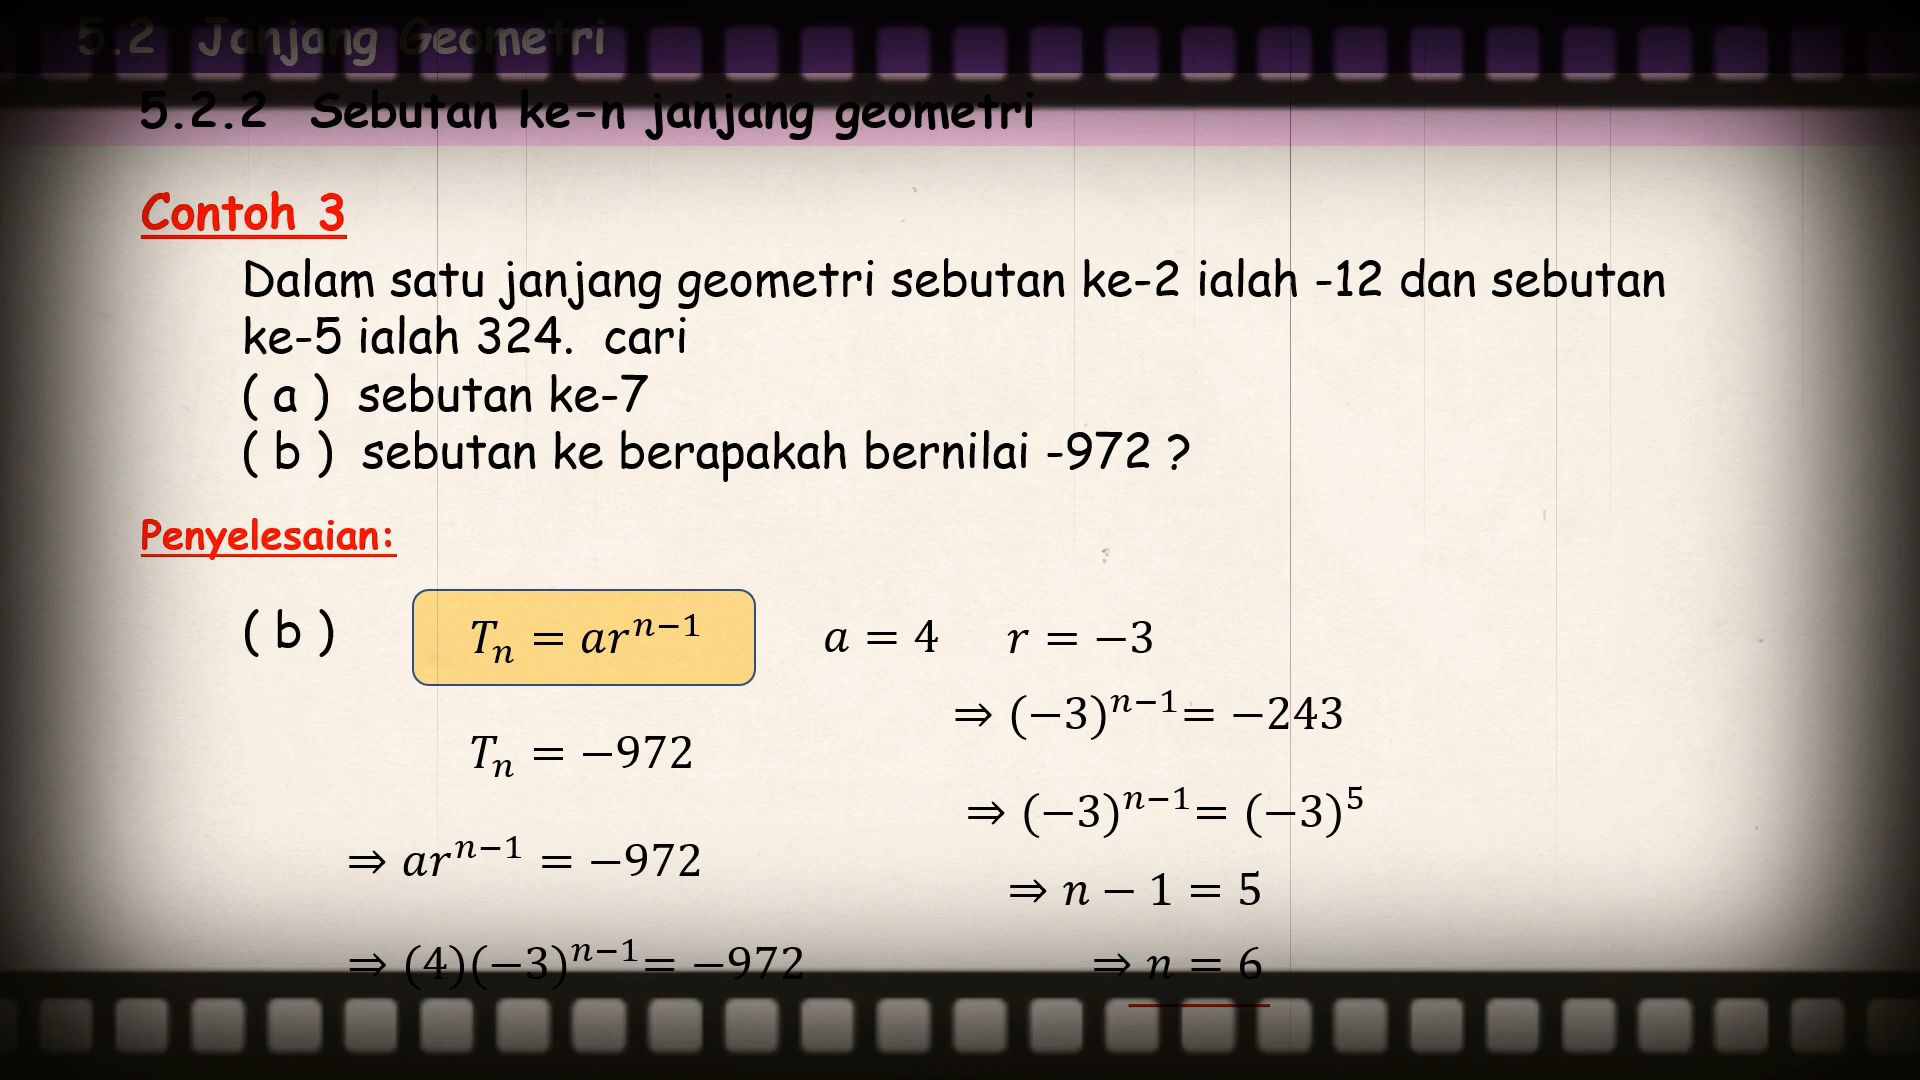 5.2 Janjang Geometri
5.2.2 Sebutan ke-n janjang geometri
Contoh 3
Dalam satu janjang geometri sebutan ke-2 ialah -12 dan sebutan
ke-5 ialah 324. cari
( a ) sebutan ke-7
( b ) sebutan ke berapakah bernilai -972 ?
Penyelesaian:
( b ) Tₙ = arⁿ⁻¹ a = 4 r = −3
Tₙ = −972
⇒ arⁿ⁻¹ = −972
⇒ (4)(−3)ⁿ⁻¹= −972
⇒ (−3)ⁿ⁻¹= −243
⇒ (−3)ⁿ⁻¹= (−3)⁵
⇒ n − 1 = 5
⇒ n = 6